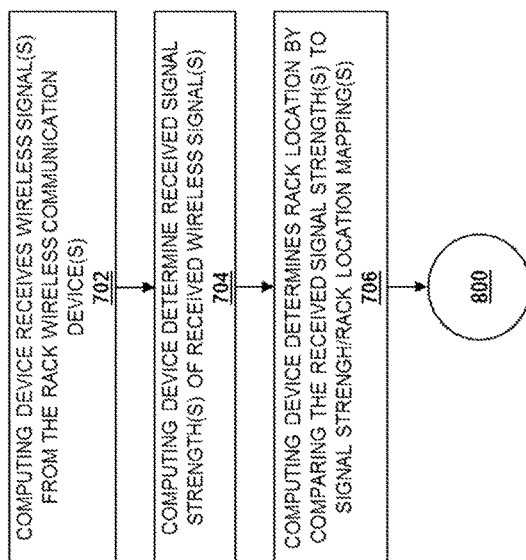 COMPUTING DEVICE RECEIVES WIRELESS SIGNAL(S)
FROM THE RACK WIRELESS COMMUNICATION
DEVICE(S)
702
COMPUTING DEVICE DETERMINE RECEIVED SIGNAL
STRENGTH(S) OF RECEIVED WIRELESS SIGNAL(S)
704
COMPUTING DEVICE DETERMINES RACK LOCATION BY
COMPARING THE RECEIVED SIGNAL STRENGTH(S) TO
SIGNAL STRENGH/RACK LOCATION MAPPING(S)
706
800